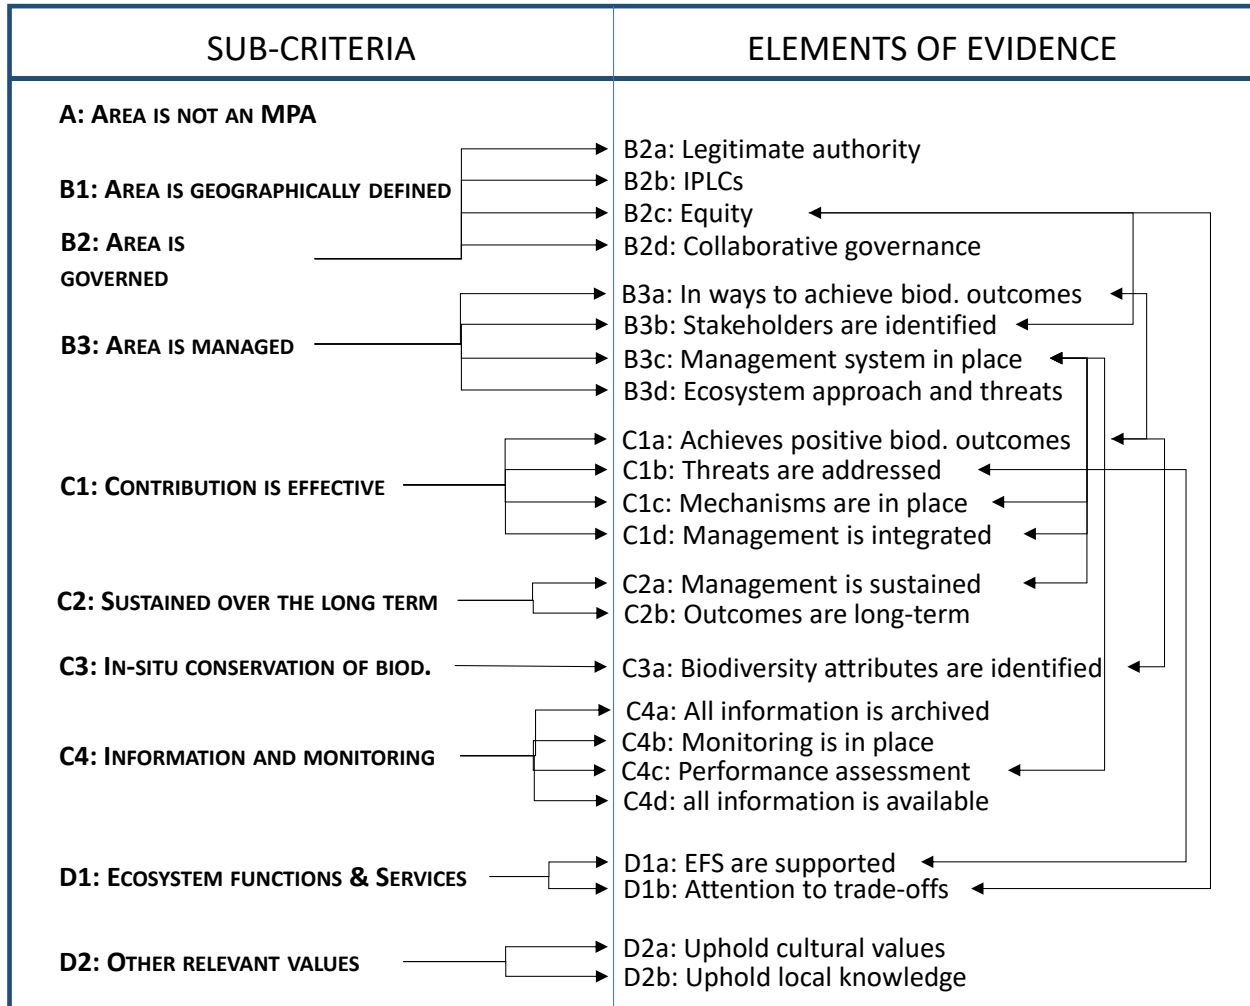 SUB-CRITERIA
ELEMENTS OF EVIDENCE
A: AREA IS NOT AN MPA
B2a: Legitimate authority
B1: AREA IS GEOGRAPHICALLY DEFINED
B2b: IPLCs
B2c: Equity
B2: AREA IS
GOVERNED
B2d: Collaborative governance
B3a: In ways to achieve biod. outcomes
B3b: Stakeholders are identified
B3: AREA IS MANAGED
B3c: Management system in place
B3d: Ecosystem approach and threats
C1a: Achieves positive biod. outcomes
C1b: Threats are addressed
C1: CONTRIBUTION IS EFFECTIVE
C1c: Mechanisms are in place
C1d: Management is integrated
C2a: Management is sustained
C2: SUSTAINED OVER THE LONG TERM
C2b: Outcomes are long-term
C3: IN-SITU CONSERVATION OF BIOD.
C3a: Biodiversity attributes are identified
C4a: All information is archived
C4b: Monitoring is in place
C4: INFORMATION AND MONITORING
C4c: Performance assessment
C4d: all information is available
D1a: EFS are supported
D1: ECOSYSTEM FUNCTIONS & SERVICES
D1b: Attention to trade-offs
D2a: Uphold cultural values
D2: OTHER RELEVANT VALUES
D2b: Uphold local knowledge